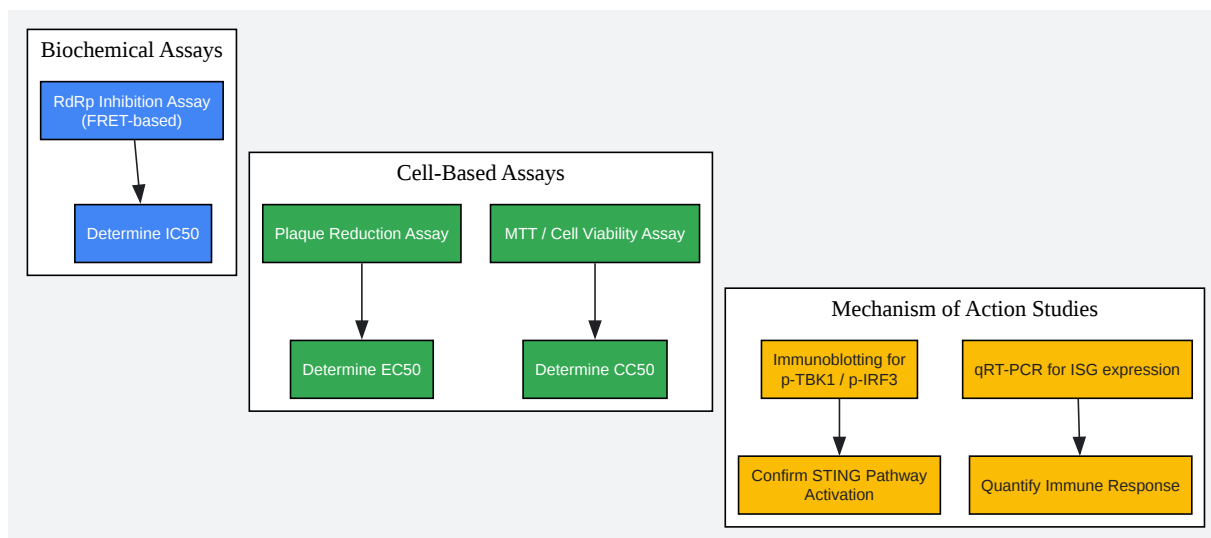 Biochemical Assays
RdRp Inhibition Assay
(FRET-based)
Determine IC50
Cell-Based Assays
Plaque Reduction Assay
MTT / Cell Viability Assay
Determine EC50
Determine CC50
Mechanism of Action Studies
Immunoblotting for
p-TBK1 / p-IRF3
qRT-PCR for ISG expression
Confirm STING Pathway
Activation
Quantify Immune Response